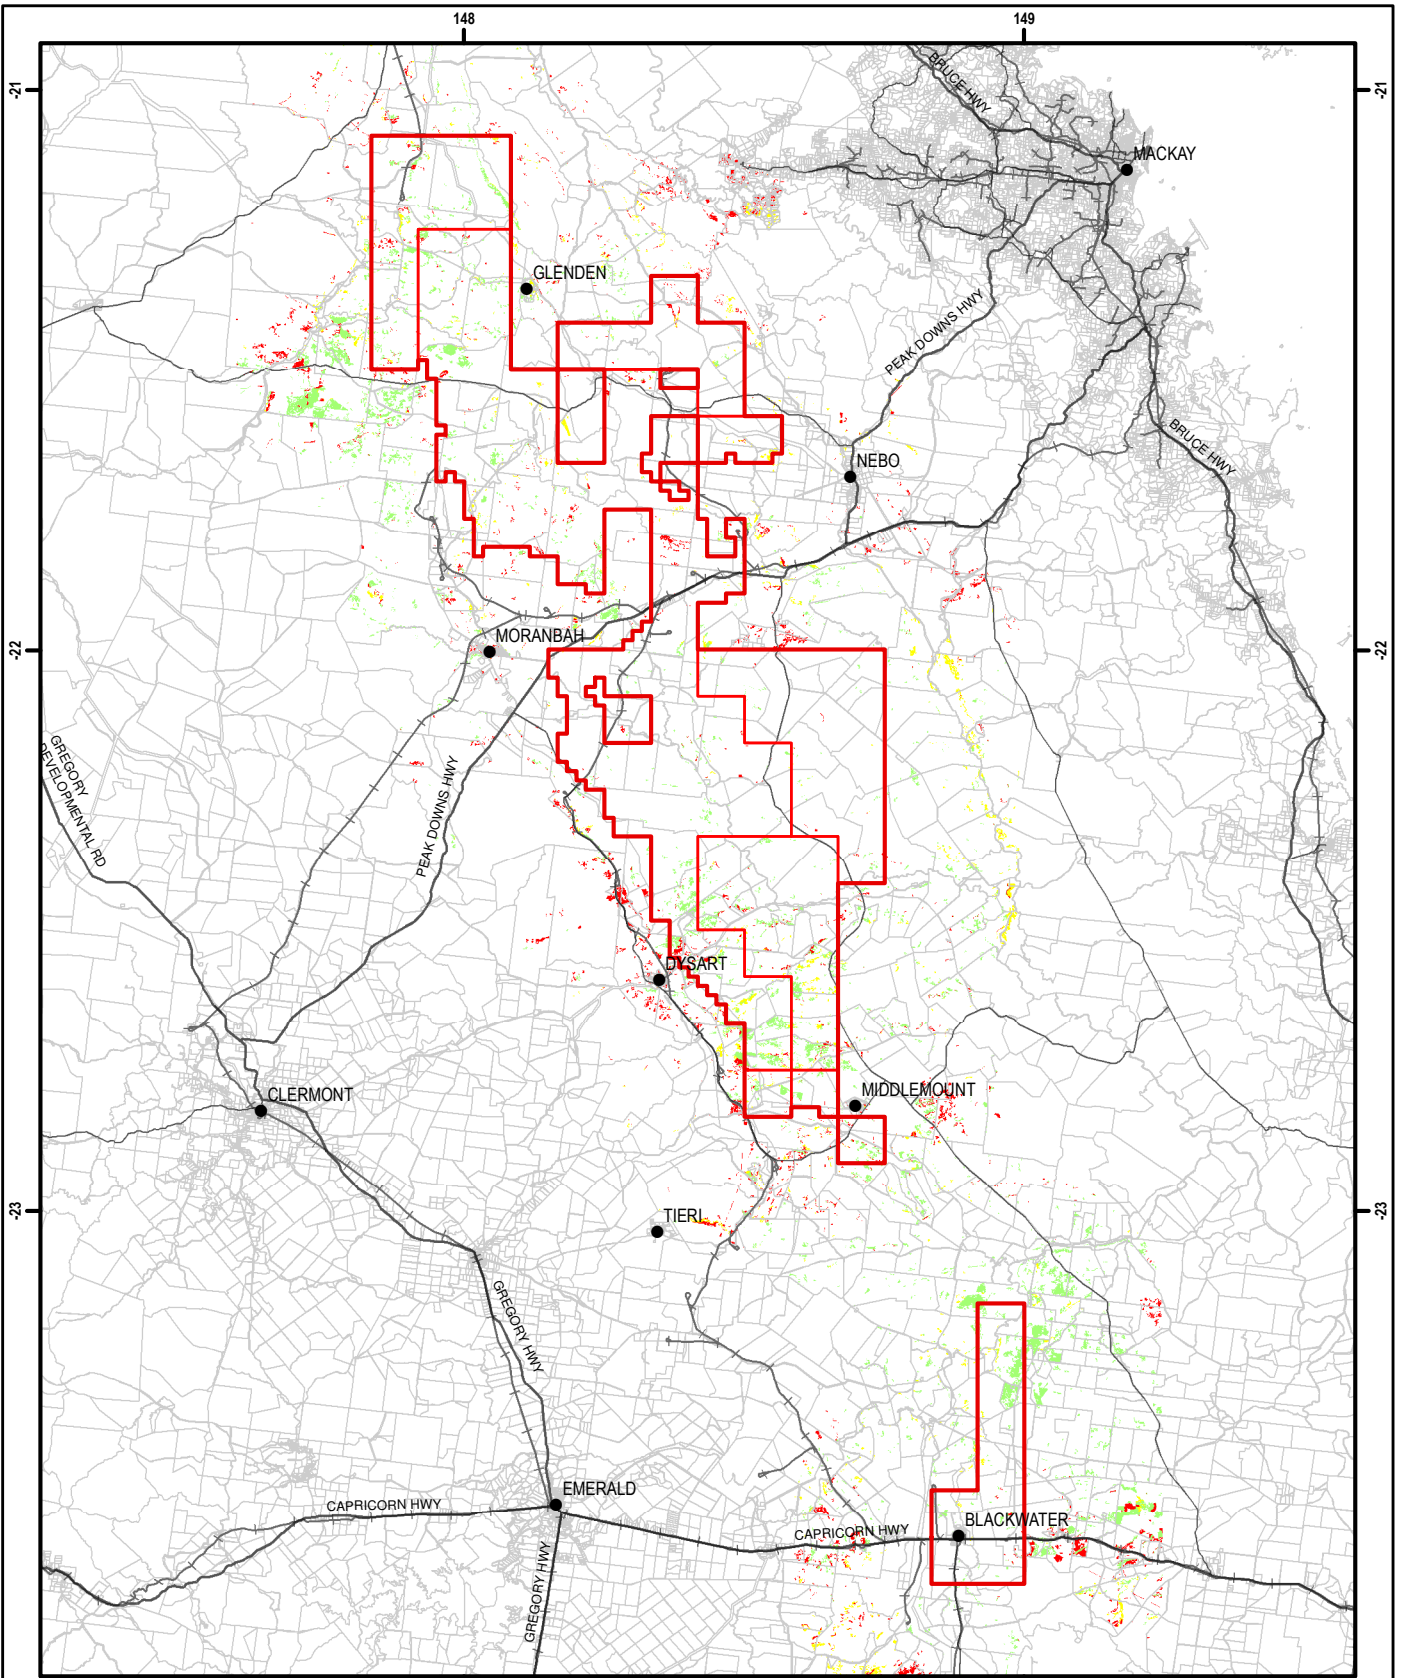 148
149
-21
-21
BRUCE HWY
MACKAY
GLENDEN
PEAK DOWNS HWY
BRUCE HWY
NEBO
MORANBAH
-22
-22
GREGORY
DEVELOPMENTAL RD
PEAK DOWNS HWY
DYSART
CLERMONT
MIDDLEMOUNT
-23
-23
TIERI
GREGORY HWY
EMERALD
CAPRICORN HWY
BLACKWATER
CAPRICORN HWY
GREGORY HWY